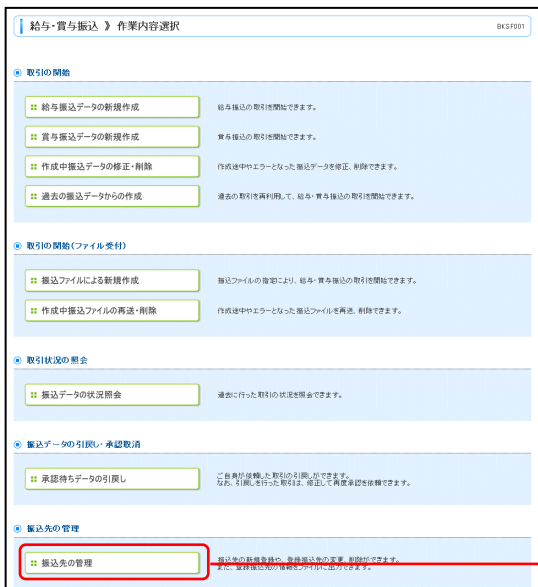 給与・賞与振込 》 作業内容選択
BKSF001
取引の開始
給与振込データの新規作成
給与振込の取引を開始できます。
賞与振込データの新規作成
賞与振込の取引を開始できます。
作成中振込データの修正・削除
作成途中やエラーとなった振込データを修正、削除できます。
過去の振込データからの作成
過去の取引を再利用して、給与・賞与振込の取引を開始できます。
取引の開始(ファイル受付)
振込ファイルによる新規作成
振込ファイルの指定により、給与・賞与振込の取引を開始できます。
作成中振込ファイルの再送・削除
作成途中やエラーとなった振込ファイルを再送、削除できます。
取引状況の照会
振込データの状況照会
過去に行った取引の状況を照会できます。
振込データの引戻し・承認取消
承認待ちデータの引戻し
ご自身が依頼した取引の引戻しができます。
なお、引戻しを行った取引は、修正して再度承認を依頼できます。
振込先の管理
振込先の管理
振込先の新規登録や、登録振込先の変更、削除ができます。
また、登録振込先の情報をファイルに出力できます。